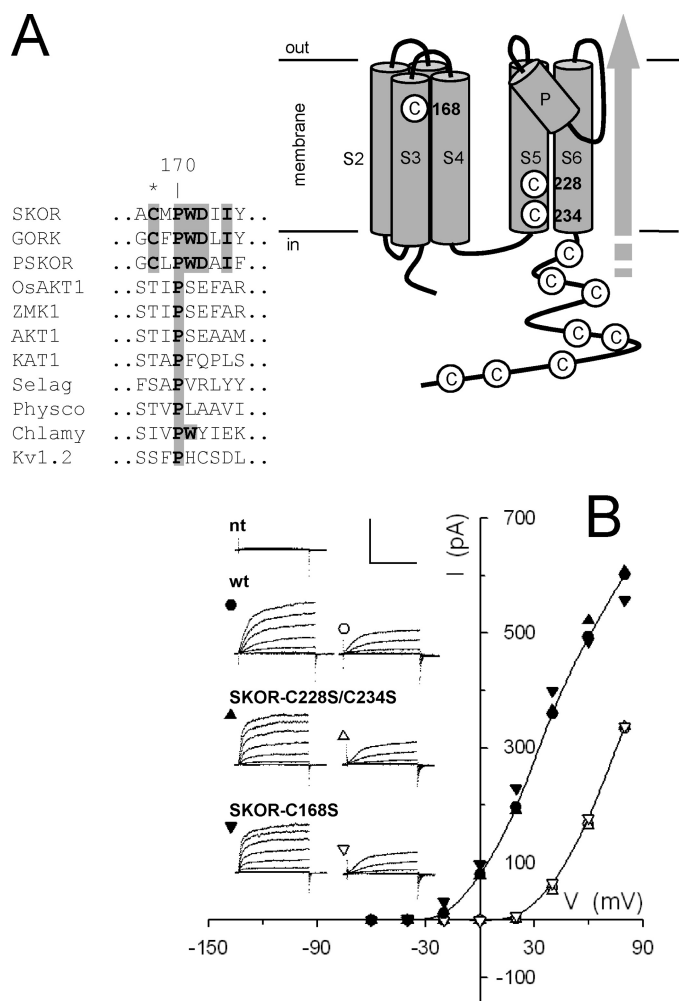 A
out
membrane
in
S2
S3
S4
S5
S6
P
C 168
C 228
C 234
C
C
C
C
C
C
C
C
170
* |
SKOR ..ACMPWDIIY..
GORK ..GCFPWDLIY..
PSKOR ..GCLPWDAIF..
OsAKT1 ..STIPSEFAR..
ZMK1 ..STIPSEFAR..
AKT1 ..STIPSEAAM..
KAT1 ..STAPFQPLS..
Selag ..FSAPVRLYY..
Physco ..STVPLAAVI..
Chlamy ..SIVPWYIEK..
Kv1.2 ..SSFPHCSDL..
B
nt
wt
SKOR-C228S/C234S
SKOR-C168S
I (pA)
700
500
300
100
-100
V (mV)
-150 -90 -30 30 90